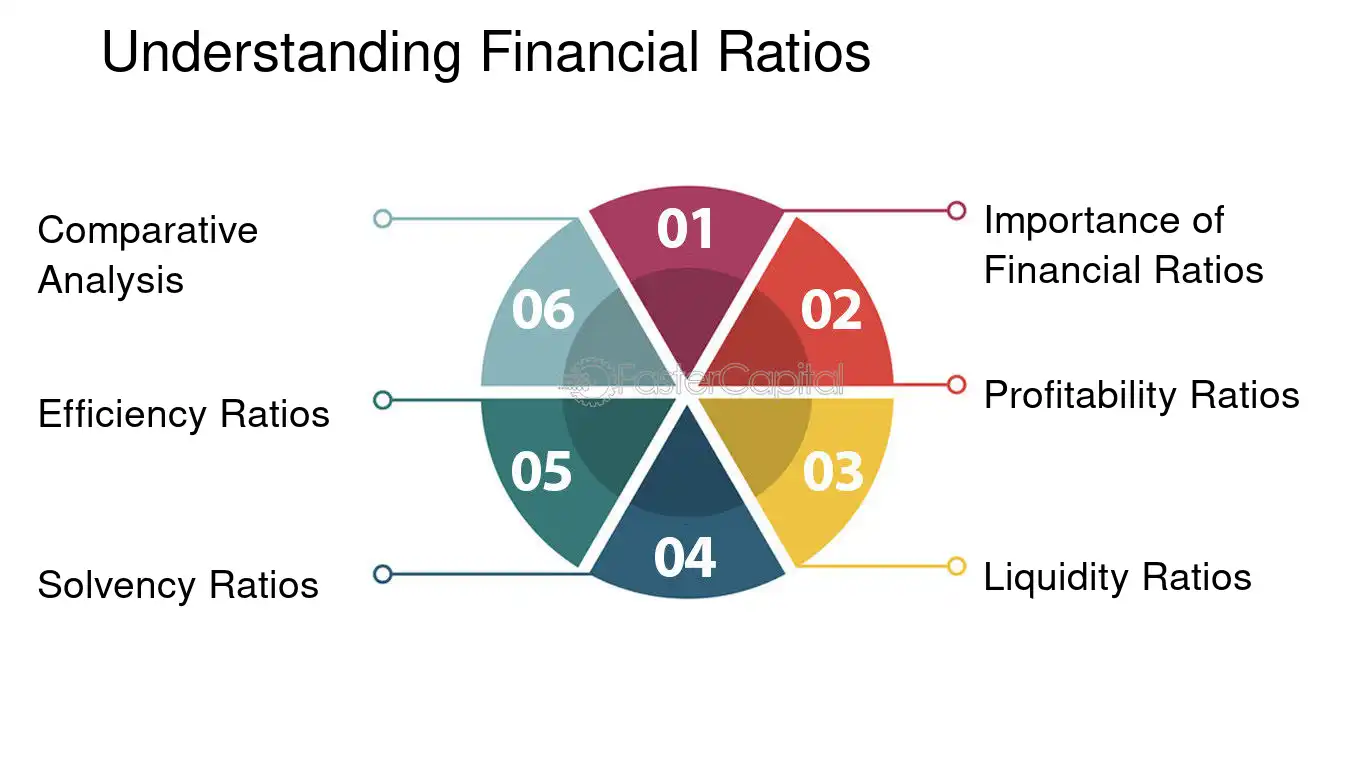 Understanding Financial Ratios
01
Importance of
Financial Ratios
02
Profitability Ratios
03
Liquidity Ratios
04
Solvency Ratios
05
Efficiency Ratios
06
Comparative
Analysis
FasterCapital